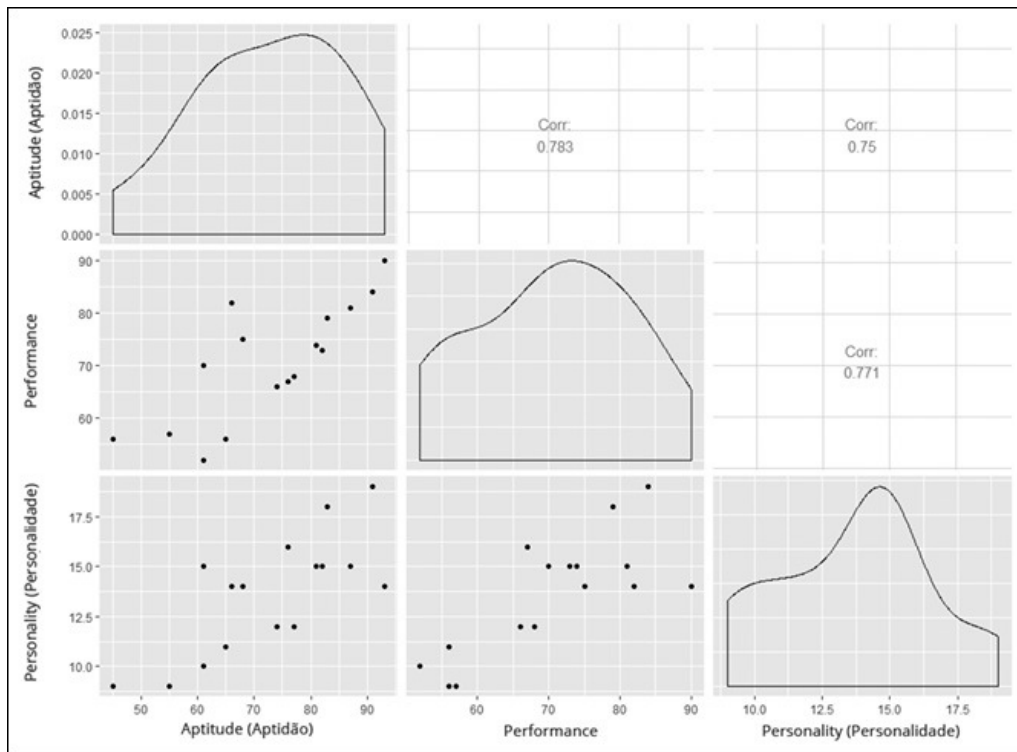 Aptitude (Aptidão)
0.025
0.020
0.015
0.010
0.005
0.000
Corr:
0.783
Corr:
0.75
Performance
90
80
70
60
Corr:
0.771
Personality (Personalidade)
17.5
15.0
12.5
10.0
50 60 70 80 90
60 70 80 90
10.0 12.5 15.0 17.5
Aptitude (Aptidão)
Performance
Personality (Personalidade)